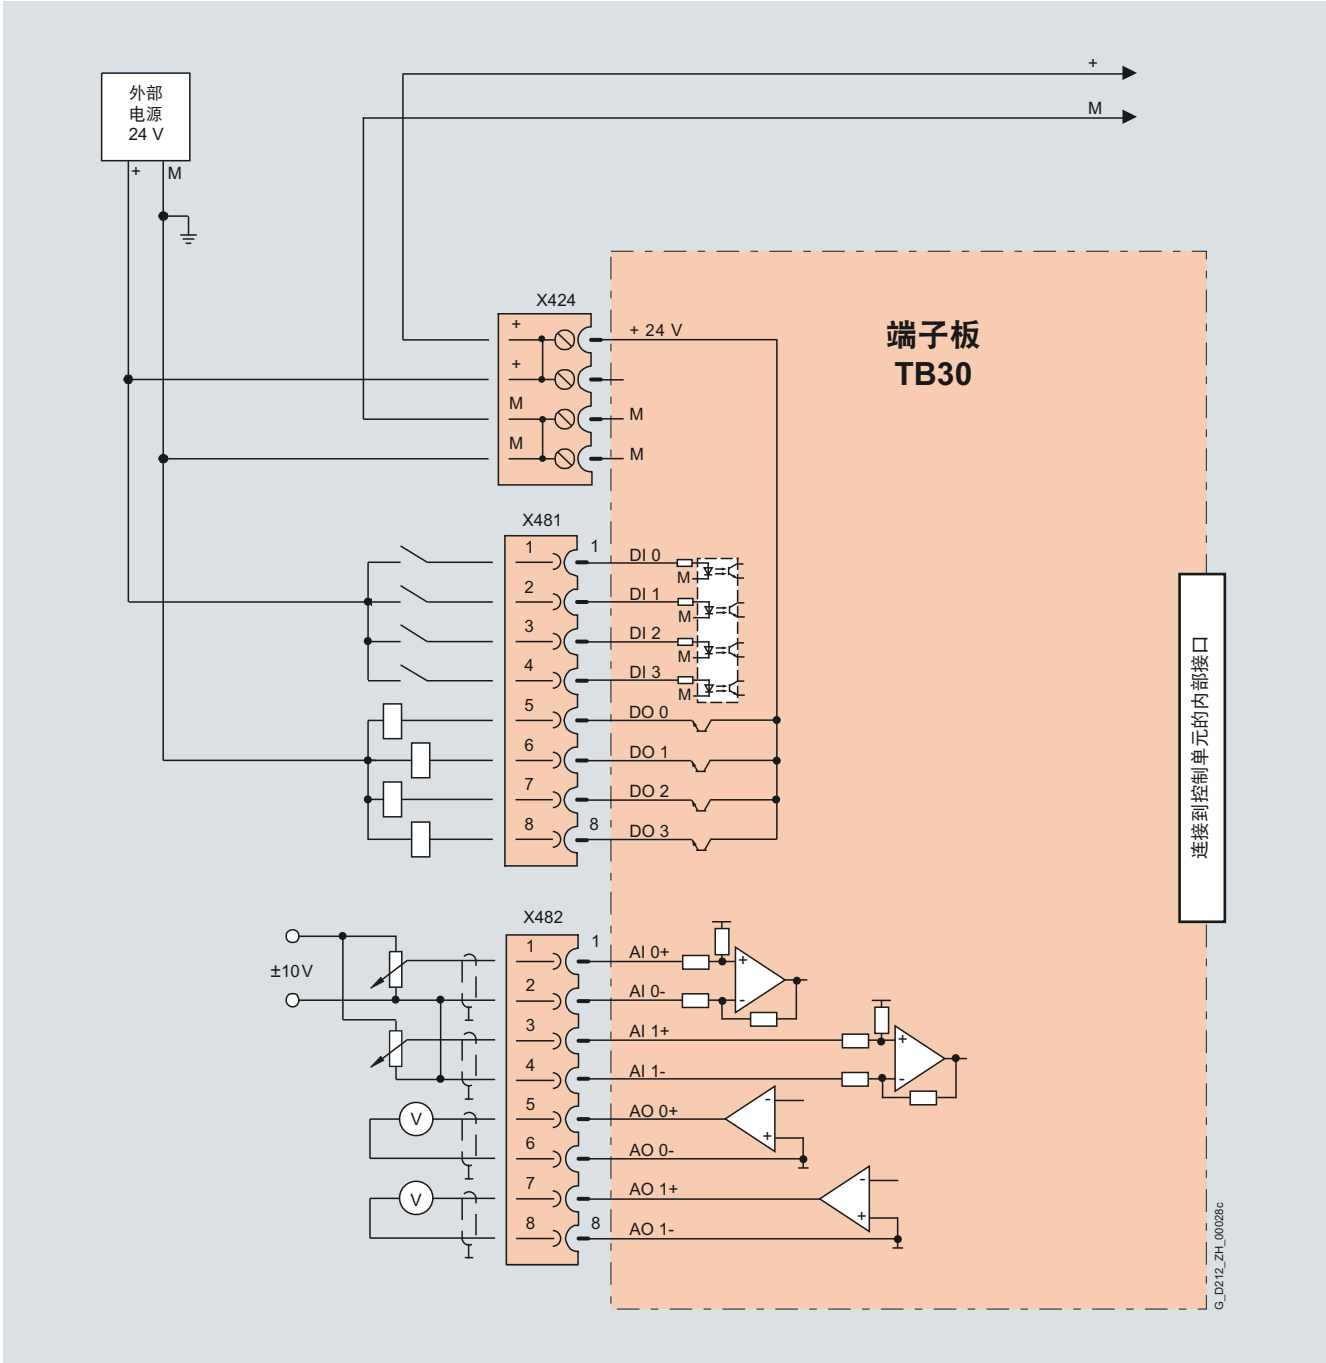 +
M
外部
电源
24 V
+
M
X424
+
+ 24 V
端子板
TB30
+
M
M
M
M
X481
1
1
DI 0
M
2
DI 1
M
3
DI 2
M
4
DI 3
M
5
DO 0
6
DO 1
7
DO 2
8
8
DO 3
连接到控制单元的内部接口
X482
±10 V
1
1
AI 0+
+
2
AI 0-
-
3
AI 1+
+
4
AI 1-
-
V
5
AO 0+
-
6
AO 0-
+
V
7
AO 1+
-
8
8
AO 1-
+
G_D212_ZH_00028c